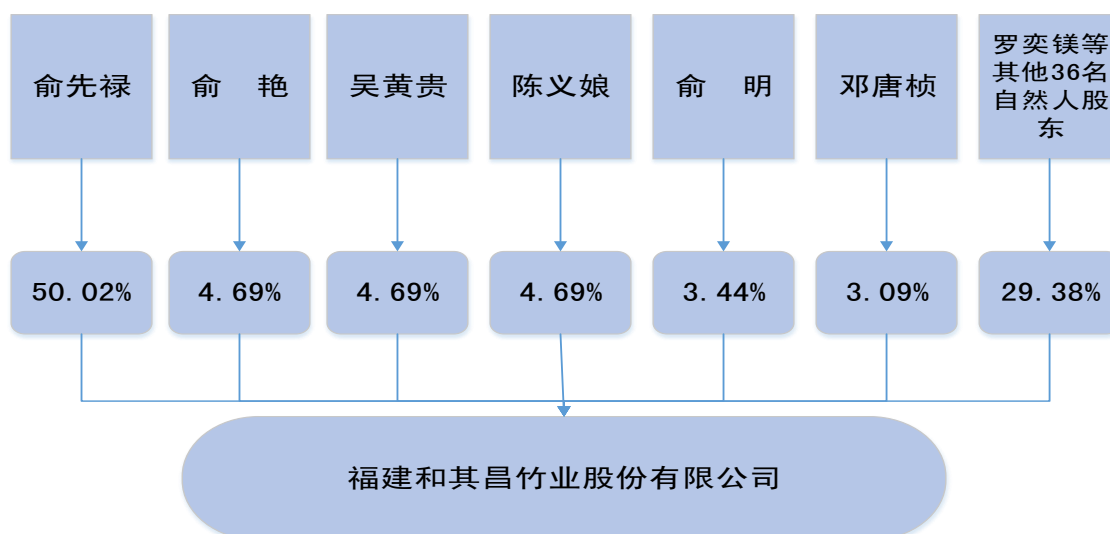 俞先禄
俞　艳
吴黄贵
陈义娘
俞　明
邓唐桢
罗奕镁等
其他36名
自然人股
东
50.02%
4.69%
4.69%
4.69%
3.44%
3.09%
29.38%
福建和其昌竹业股份有限公司